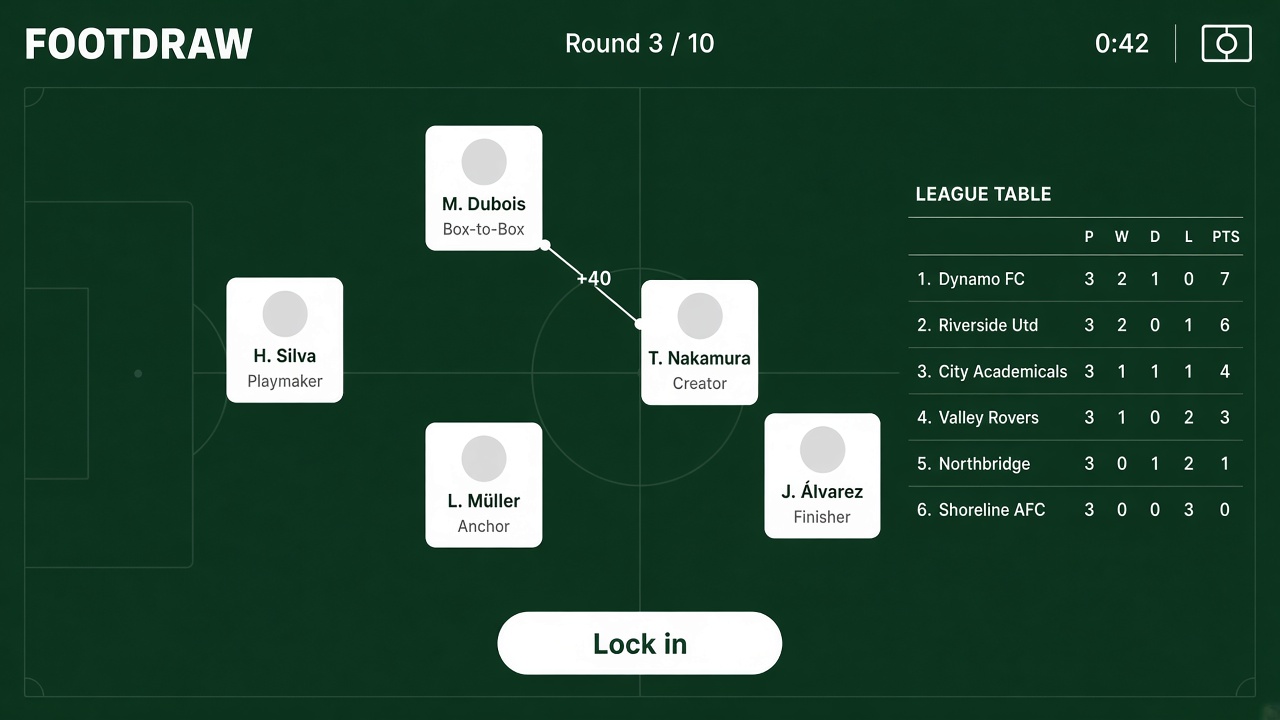 FOOTDRAW
Round 3 / 10
0:42
M. Dubois
Box-to-Box
+40
H. Silva
Playmaker
T. Nakamura
Creator
L. Müller
Anchor
J. Álvarez
Finisher
LEAGUE TABLE
P W D L PTS
1. Dynamo FC 3 2 1 0 7
2. Riverside Utd 3 2 0 1 6
3. City Academicals 3 1 1 1 4
4. Valley Rovers 3 1 0 2 3
5. Northbridge 3 0 1 2 1
6. Shoreline AFC 3 0 0 3 0
Lock in